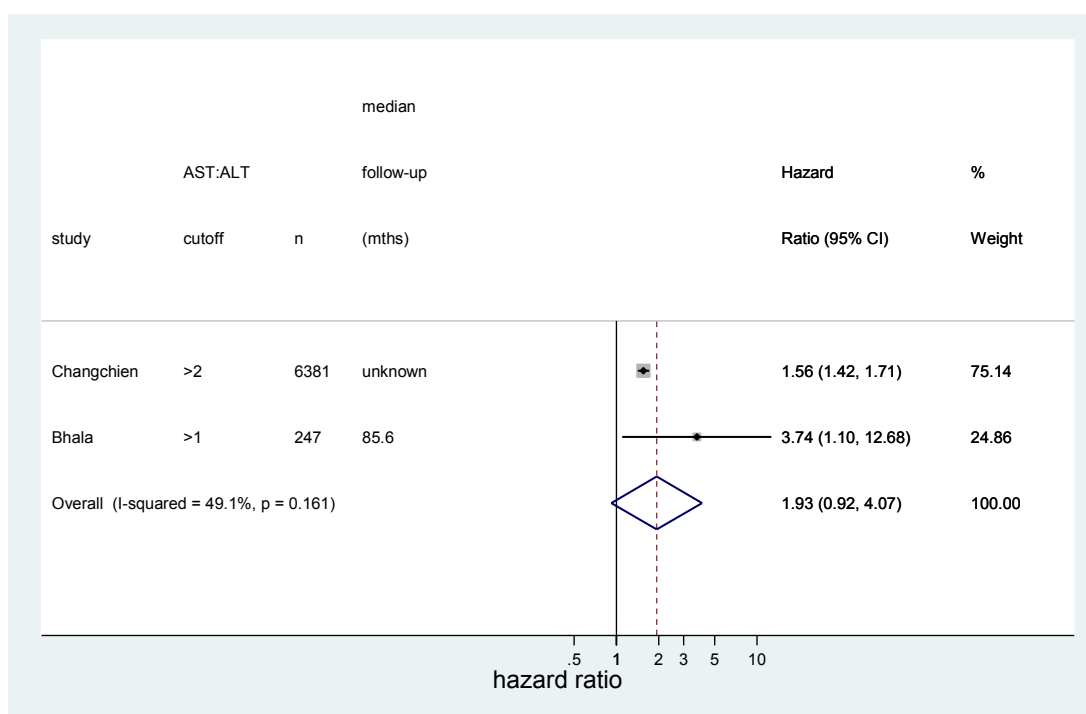 median
AST:ALT follow-up Hazard %
study cutoff n (mths) Ratio (95% CI) Weight
Changchien >2 6381 unknown 1.56 (1.42, 1.71) 75.14
Bhala >1 247 85.6 3.74 (1.10, 12.68) 24.86
Overall (I-squared = 49.1%, p = 0.161) 1.93 (0.92, 4.07) 100.00
.5 1 2 3 5 10
hazard ratio